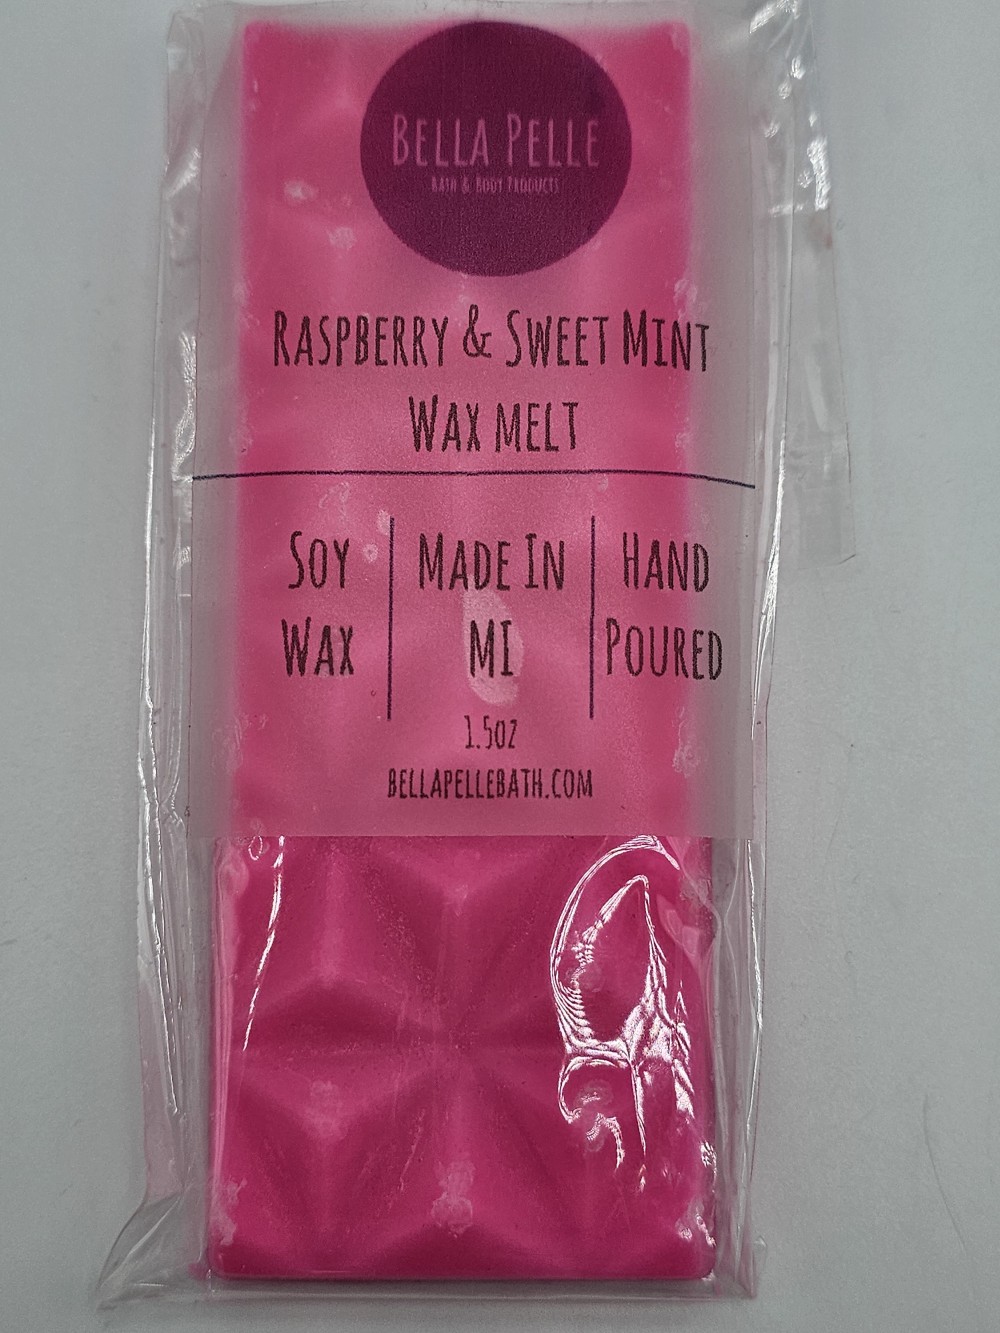 BELLA PELLE
BATH & BODY PRODUCTS
RASPBERRY & SWEET MINT
WAX MELT
SOY WAX
MADE IN MI
HAND POURED
1.5OZ
BELLAPELLEBATH.COM